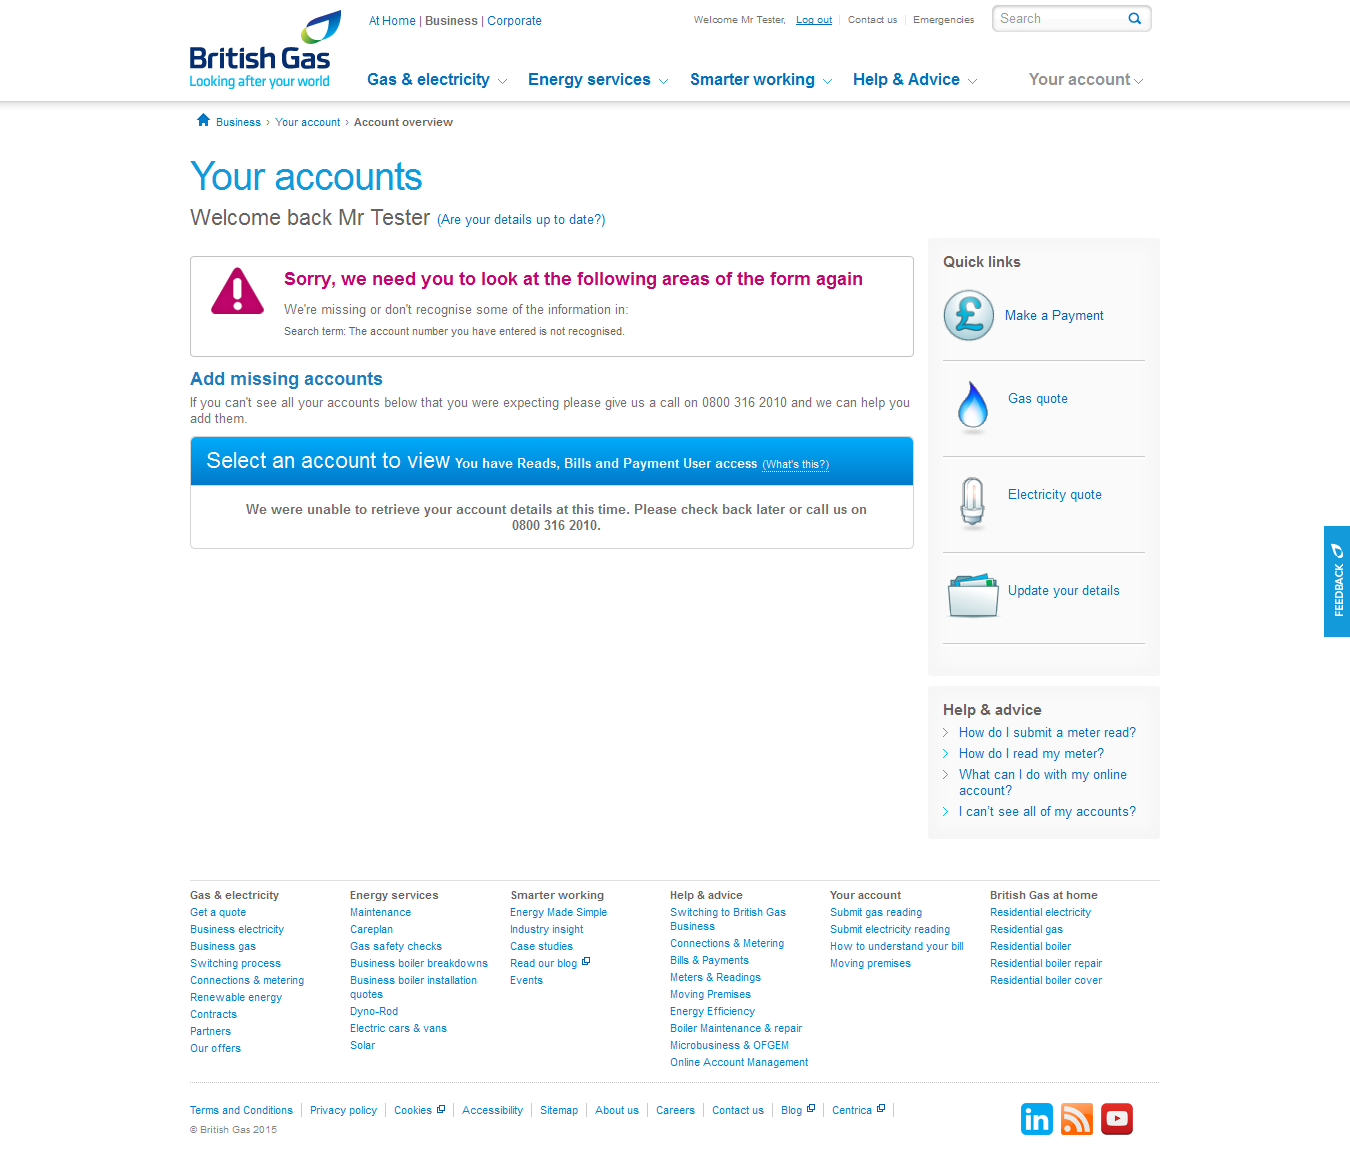 At Home | Business | Corporate
Welcome Mr Tester, Log out Contact us Emergencies
Search
British Gas
Looking after your world
Gas & electricity Energy services Smarter working Help & Advice Your account
Business › Your account › Account overview
Your accounts
Welcome back Mr Tester (Are your details up to date?)
Sorry, we need you to look at the following areas of the form again
We're missing or don't recognise some of the information in:
Search term: The account number you have entered is not recognised.
Add missing accounts
If you can't see all your accounts below that you were expecting please give us a call on 0800 316 2010 and we can help you
add them.
Select an account to view You have Reads, Bills and Payment User access (What's this?)
We were unable to retrieve your account details at this time. Please check back later or call us on
0800 316 2010.
Quick links
£
Make a Payment
Gas quote
Electricity quote
Update your details
FEEDBACK
Help & advice
How do I submit a meter read?
How do I read my meter?
What can I do with my online
account?
I can't see all of my accounts?
Gas & electricity
Get a quote
Business electricity
Business gas
Switching process
Connections & metering
Renewable energy
Contracts
Partners
Our offers
Energy services
Maintenance
Careplan
Gas safety checks
Business boiler breakdowns
Business boiler installation
quotes
Dyno-Rod
Electric cars & vans
Solar
Smarter working
Energy Made Simple
Industry insight
Case studies
Read our blog
Events
Help & advice
Switching to British Gas
Business
Connections & Metering
Bills & Payments
Meters & Readings
Moving Premises
Energy Efficiency
Boiler Maintenance & repair
Microbusiness & OFGEM
Online Account Management
Your account
Submit gas reading
Submit electricity reading
How to understand your bill
Moving premises
British Gas at home
Residential electricity
Residential gas
Residential boiler
Residential boiler repair
Residential boiler cover
Terms and Conditions Privacy policy Cookies Accessibility Sitemap About us Careers Contact us Blog Centrica
in
© British Gas 2015